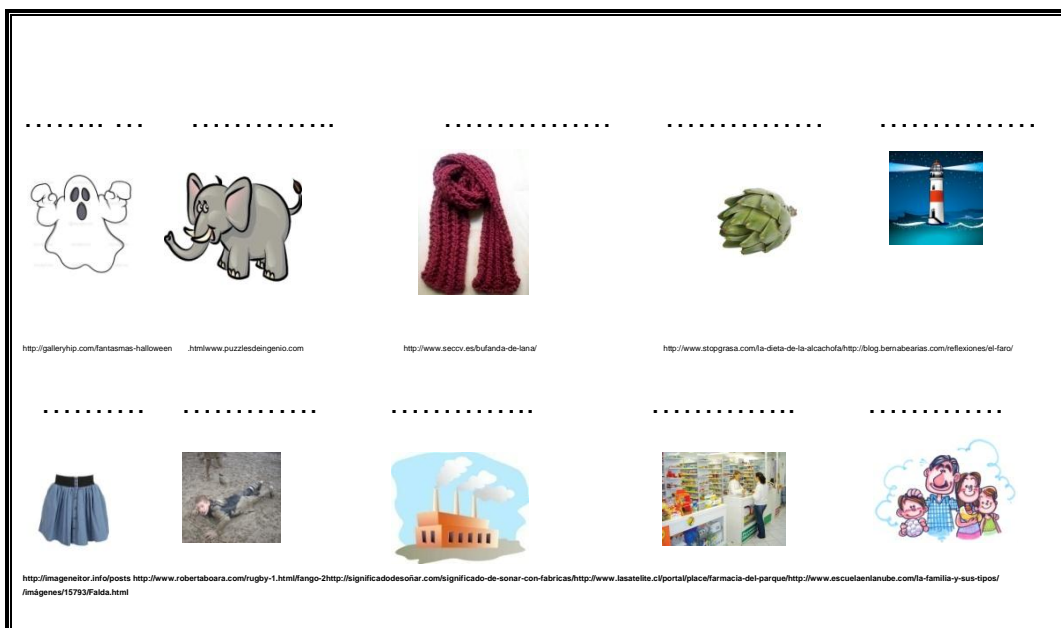 ........ ... .............. ................ ............... ...............
http://galleryhip.com/fantasmas-halloween .htmlwww.puzzlesdeingenio.com http://www.seccv.es/bufanda-de-lana/ http://www.stopgrasa.com/la-dieta-de-la-alcachofa/http://blog.bernabearias.com/reflexiones/el-faro/
.......... ............. .............. .............. .............
http://imageneitor.info/posts http://www.robertaboara.com/rugby-1.html/fango-2http://significadodesoñar.com/significado-de-sonar-con-fabricas/http://www.lasatelite.cl/portal/place/farmacia-del-parque/http://www.escuelaenlanube.com/la-familia-y-sus-tipos/
/imágenes/15793/Falda.html